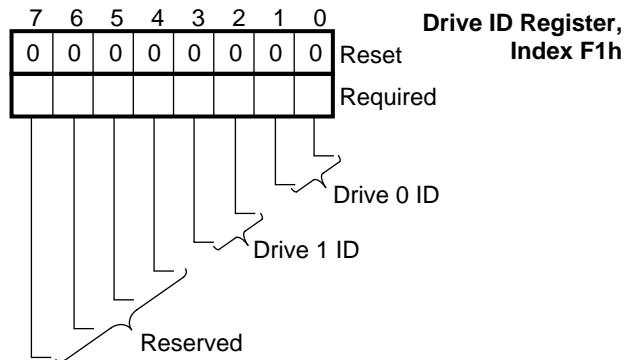 Drive ID Register,
Index F1h
7 6 5 4 3 2 1 0
0 0 0 0 0 0 0 0 Reset
Required
Drive 0 ID
Drive 1 ID
Reserved